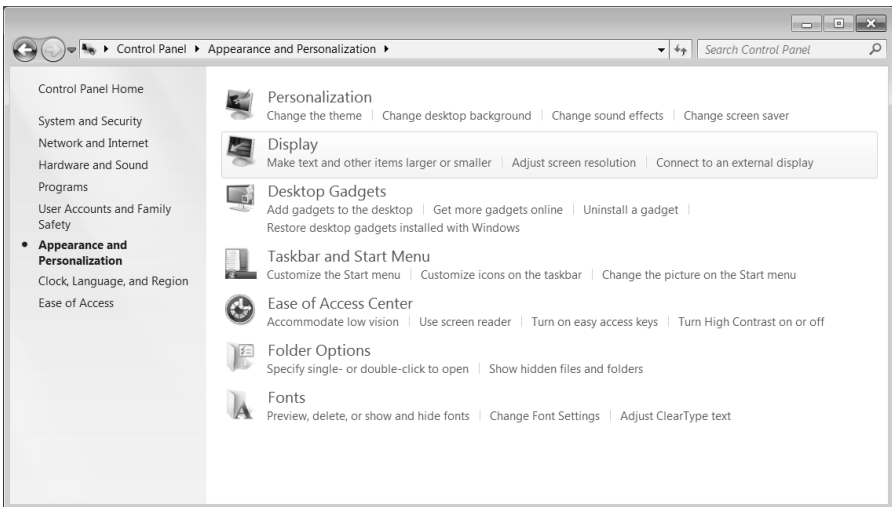 Control Panel Appearance and Personalization
Search Control Panel
Control Panel Home
System and Security
Network and Internet
Hardware and Sound
Programs
User Accounts and Family
Safety
Appearance and
Personalization
Clock, Language, and Region
Ease of Access
Personalization
Change the theme Change desktop background Change sound effects Change screen saver
Display
Make text and other items larger or smaller Adjust screen resolution Connect to an external display
Desktop Gadgets
Add gadgets to the desktop Get more gadgets online Uninstall a gadget
Restore desktop gadgets installed with Windows
Taskbar and Start Menu
Customize the Start menu Customize icons on the taskbar Change the picture on the Start menu
Ease of Access Center
Accommodate low vision Use screen reader Turn on easy access keys Turn High Contrast on or off
Folder Options
Specify single- or double-click to open Show hidden files and folders
Fonts
Preview, delete, or show and hide fonts Change Font Settings Adjust ClearType text